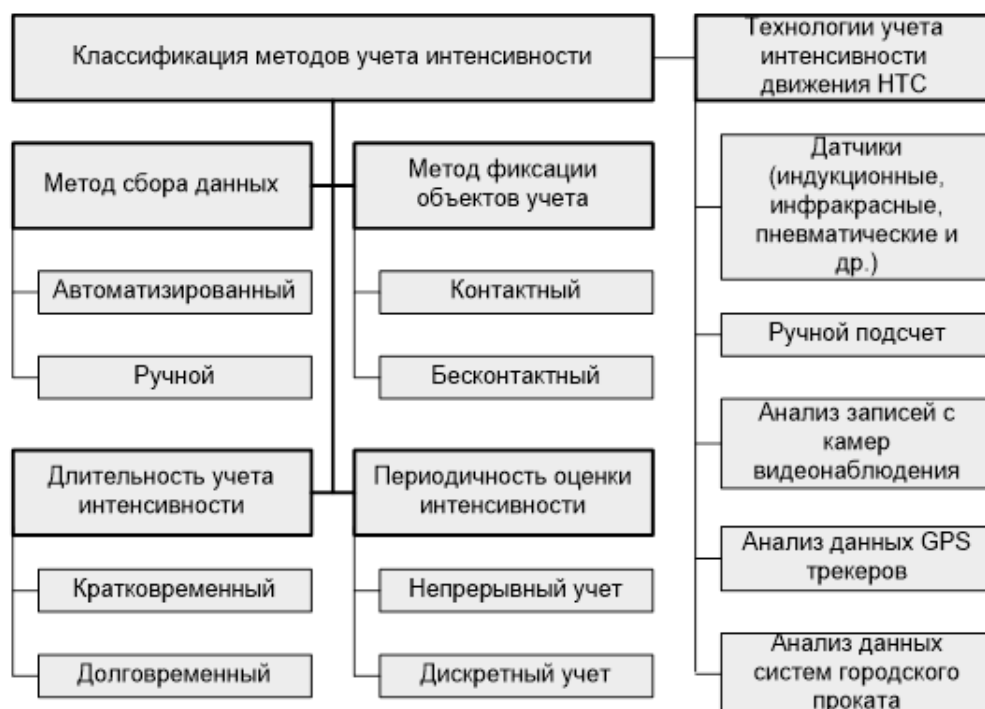 Классификация методов учета интенсивности
Технологии учета
интенсивности
движения НТС
Метод сбора данных
Метод фиксации
объектов учета
Автоматизированный
Ручной
Контактный
Бесконтактный
Длительность учета
интенсивности
Периодичность оценки
интенсивности
Кратковременный
Долговременный
Непрерывный учет
Дискретный учет
Датчики
(индукционные,
инфракрасные,
пневматические и
др.)
Ручной подсчет
Анализ записей с
камер
видеонаблюдения
Анализ данных GPS
трекеров
Анализ данных
систем городского
проката